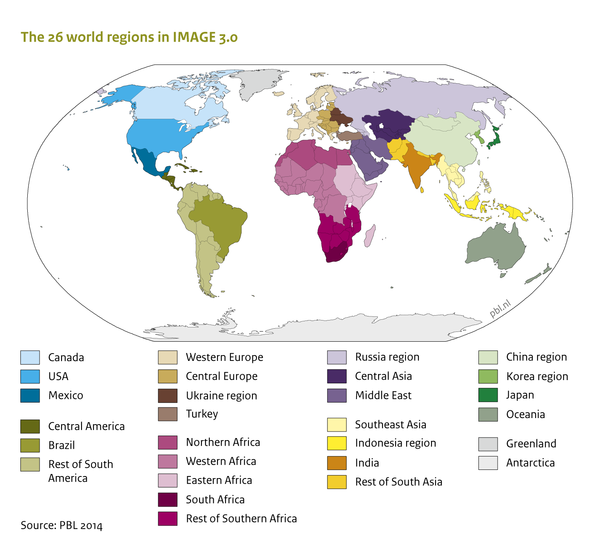 The 26 world regions in IMAGE 3.0
pbl.nl
Canada
USA
Mexico
Central America
Brazil
Rest of South
America
Western Europe
Central Europe
Ukraine region
Turkey
Northern Africa
Western Africa
Eastern Africa
South Africa
Rest of Southern Africa
Russia region
Central Asia
Middle East
Southeast Asia
Indonesia region
India
Rest of South Asia
China region
Korea region
Japan
Oceania
Greenland
Antarctica
Source: PBL 2014